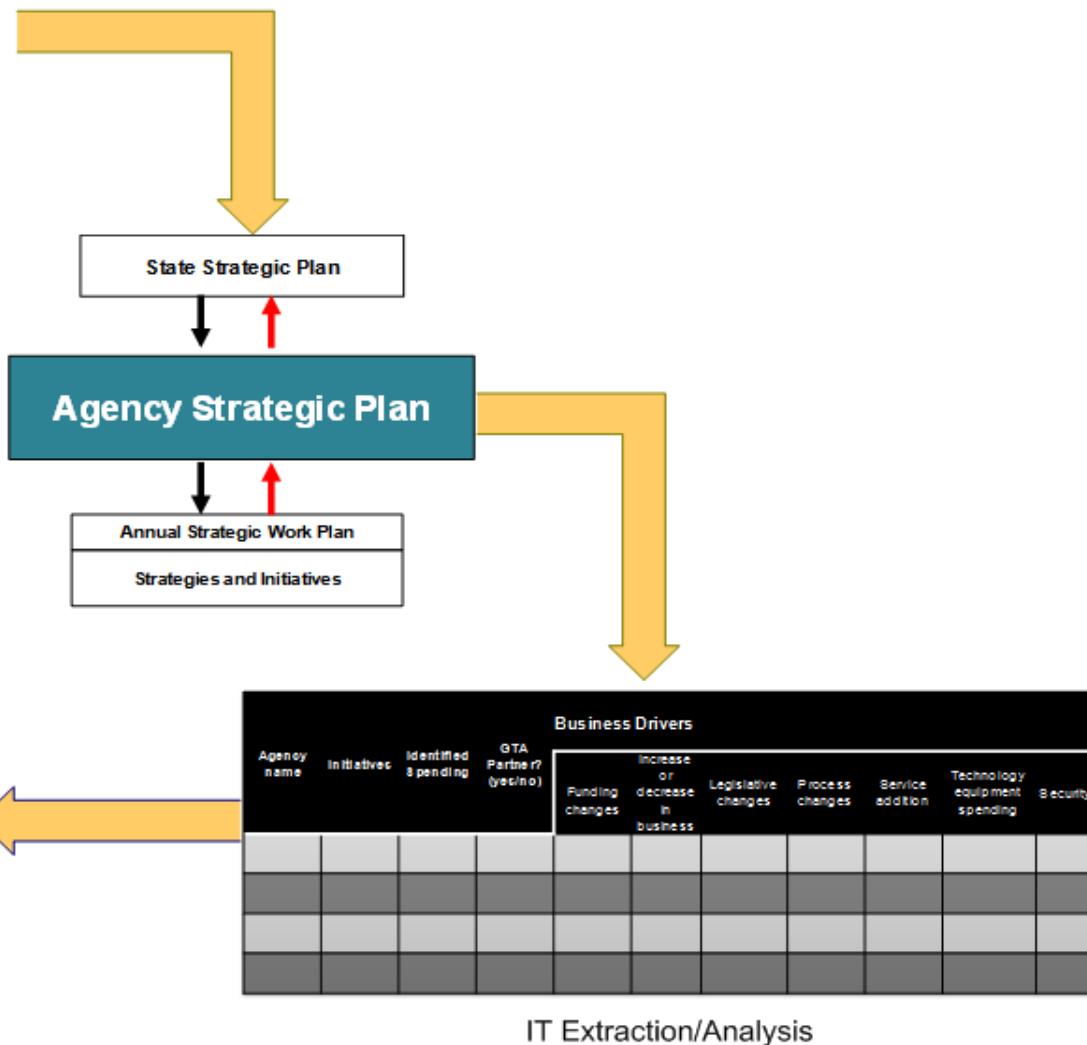 State Strategic Plan
Agency Strategic Plan
Annual Strategic Work Plan
Strategies and Initiatives
Business Drivers
Agency
name
Initiatives
Identified
Spending
GTA
Partner?
(yes/no)
Funding
changes
Increase
or
decrease
in
business
Legislative
changes
Process
changes
Service
addition
Technology
equipment
spending
Security
IT Extraction/Analysis